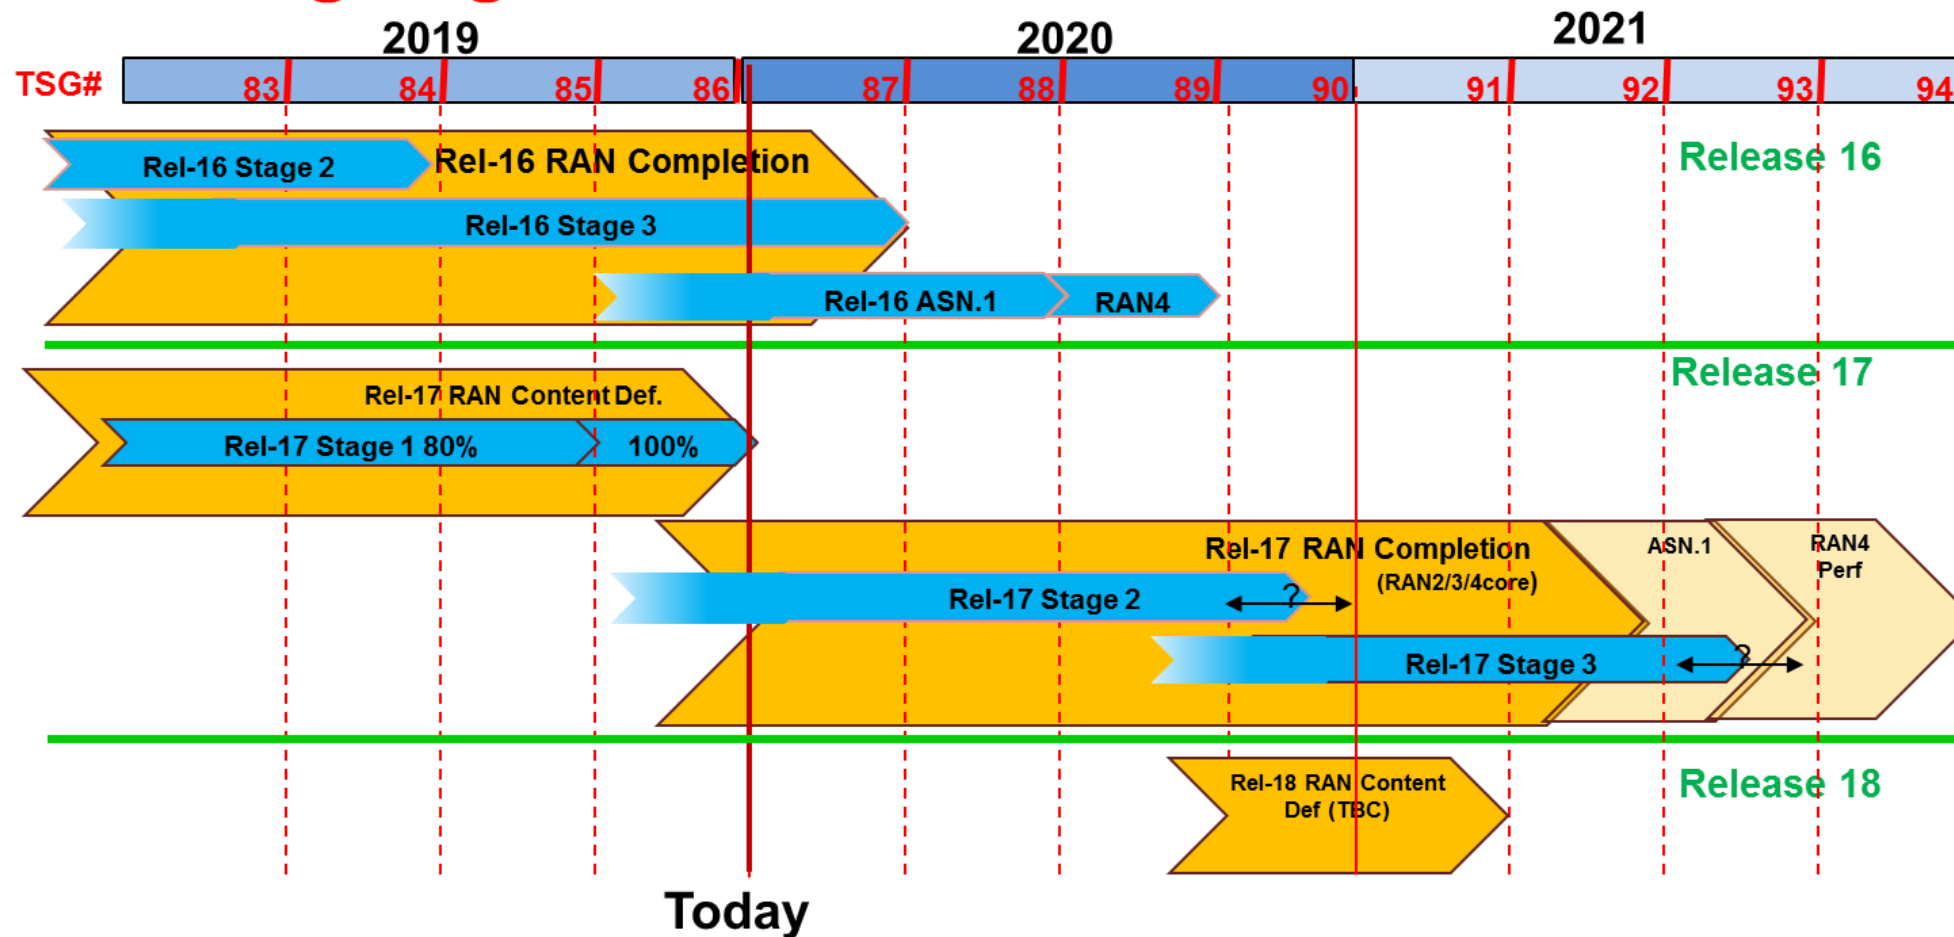 2019 2020 2021
TSG# 83 84 85 86 87 88 89 90 91 92 93 94
Rel-16 Stage 2
Rel-16 RAN Completion
Release 16
Rel-16 Stage 3
Rel-16 ASN.1
RAN4
Release 17
Rel-17 RAN Content Def.
Rel-17 Stage 1 80%
100%
Rel-17 RAN Completion
(RAN2/3/4core)
ASN.1
RAN4
Perf
Rel-17 Stage 2
?
Rel-17 Stage 3
?
Rel-18 RAN Content
Def (TBC)
Release 18
Today